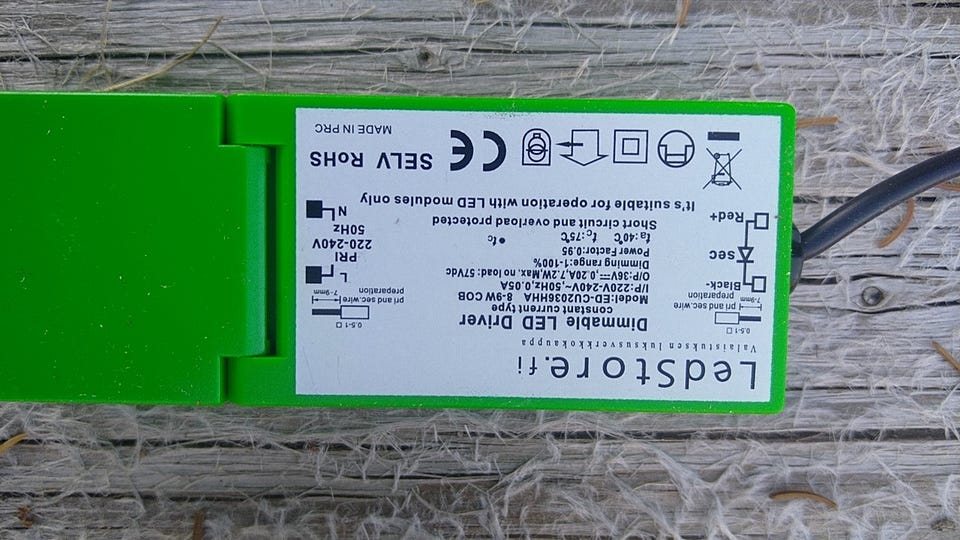 LedStore.fi
Valaistuksen luksusverkkokauppa
Dimmable LED Driver
constant current type
Model:ED-CU2036HHA 8-9W COB
I/P:220V-240V~,50Hz,0.05A
O/P:36V⎓,0.20A,7.2W,Max. no load: 57Vdc
Dimming range:1-100%
Power Factor:0.95
ta:40℃ tc:75℃ •tc
Short circuit and overload protected
It's suitable for operation with LED modules only
0.5-1□
7-9mm
pri and sec.wire
preparation
Black-
SEC
Red+
0.5-1□
7-9mm
pri and sec.wire
preparation
L
PRI
220-240V
50Hz
N
SELV RoHS
MADE IN PRC
CE